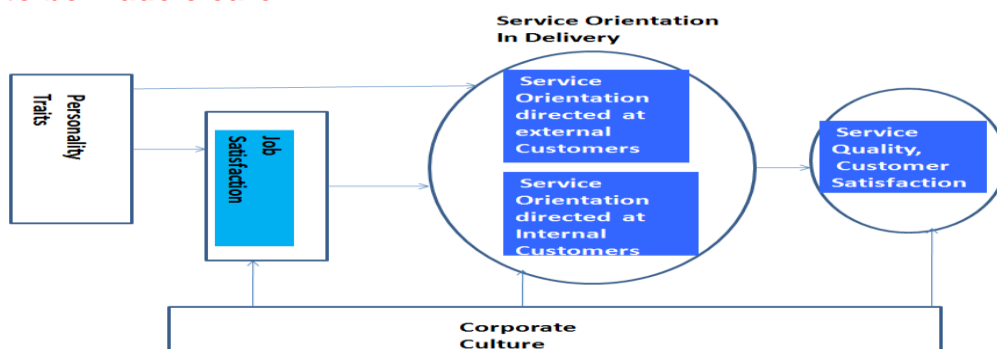 Service Orientation
In Delivery
Personality
Traits
Job
Satisfaction
Service
Orientation
directed at
external
Customers
Service
Orientation
directed at
Internal
Customers
Service
Quality,
Customer
Satisfaction
Corporate
Culture